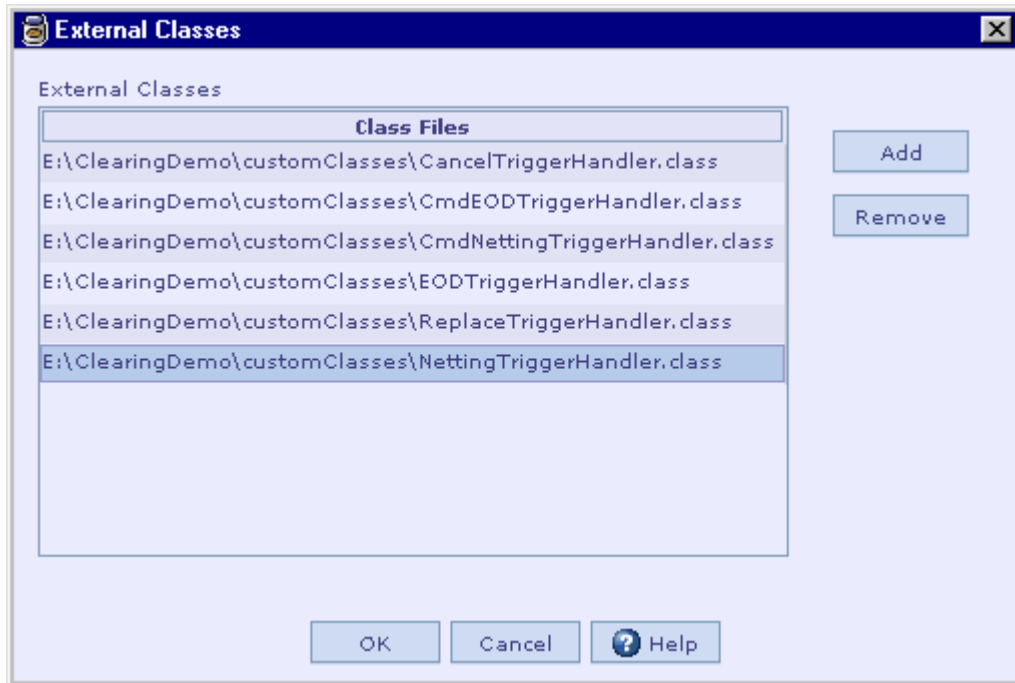 External Classes
External Classes
Class Files
E:\ClearingDemo\customClasses\CancelTriggerHandler.class
Add
E:\ClearingDemo\customClasses\CmdEODTriggerHandler.class
Remove
E:\ClearingDemo\customClasses\CmdNettingTriggerHandler.class
E:\ClearingDemo\customClasses\EODTriggerHandler.class
E:\ClearingDemo\customClasses\ReplaceTriggerHandler.class
E:\ClearingDemo\customClasses\NettingTriggerHandler.class
OK
Cancel
? Help